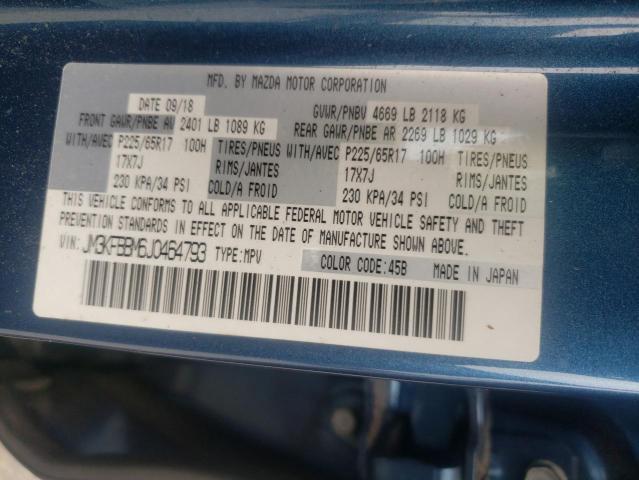 MFD. BY MAZDA MOTOR CORPORATION
DATE 09/18 GVWR/PNBV 4669 LB 2118 KG
FRONT GAWR/PNBE AV 2401 LB 1089 KG REAR GAWR/PNBE AR 2269 LB 1029 KG
WITH/AVEC P225/65R17 100H TIRES/PNEUS WITH/AVEC P225/65R17 100H TIRES/PNEUS
17X7J RIMS/JANTES 17X7J RIMS/JANTES
230 KPA/34 PSI COLD/A FROID 230 KPA/34 PSI COLD/A FROID
THIS VEHICLE CONFORMS TO ALL APPLICABLE FEDERAL MOTOR VEHICLE SAFETY AND THEFT
PREVENTION STANDARDS IN EFFECT ON THE DATE OF MANUFACTURE SHOWN ABOVE.
VIN: JM3KFBBM6J0464793 TYPE:MPV COLOR CODE:45B MADE IN JAPAN